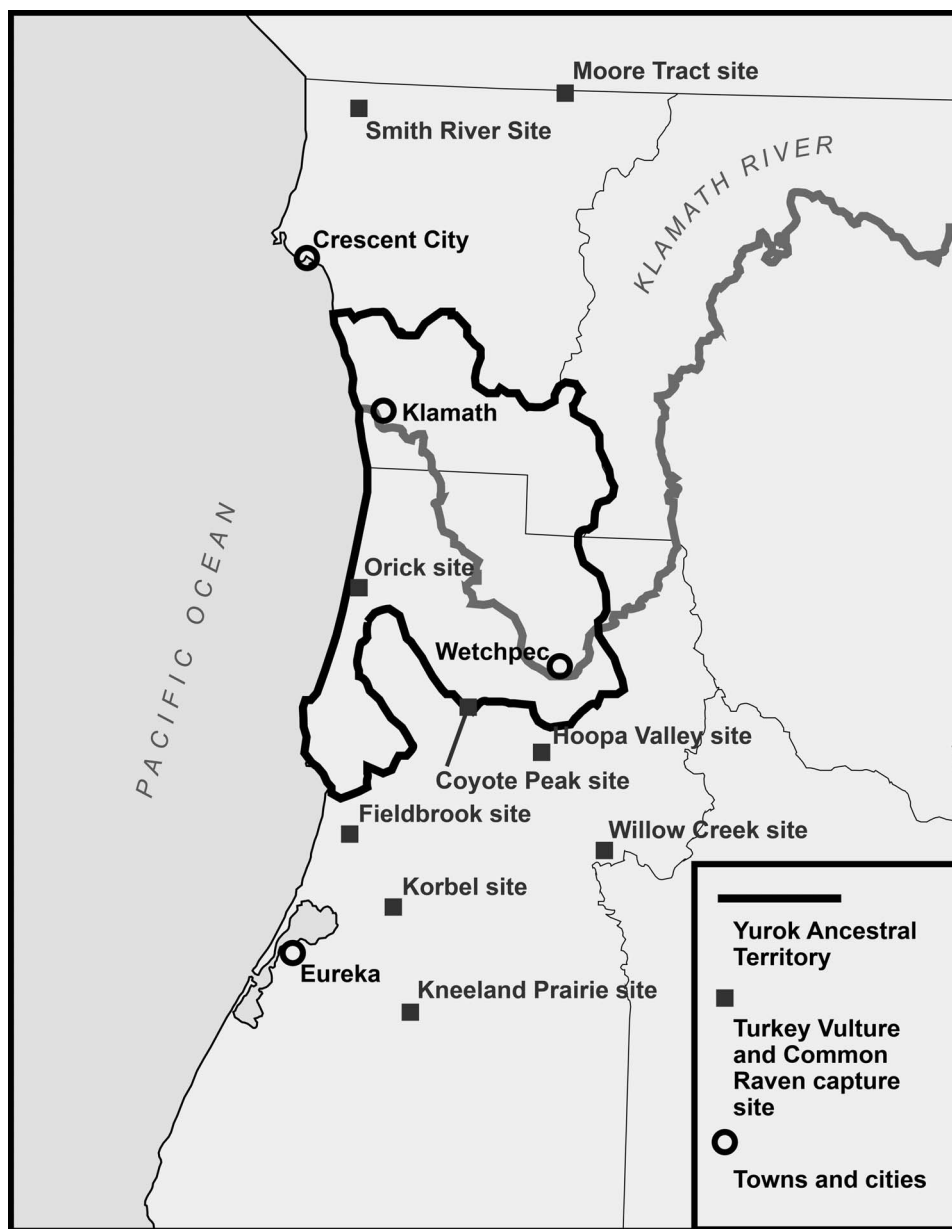 Moore Tract site
Smith River Site
KLAMATH RIVER
Crescent City
Klamath
PACIFIC OCEAN
Orick site
Wetchpec
Hoopa Valley site
Coyote Peak site
Fieldbrook site
Willow Creek site
Korbel site
Eureka
Kneeland Prairie site
Yurok Ancestral
Territory
Turkey Vulture
and Common
Raven capture
site
Towns and cities